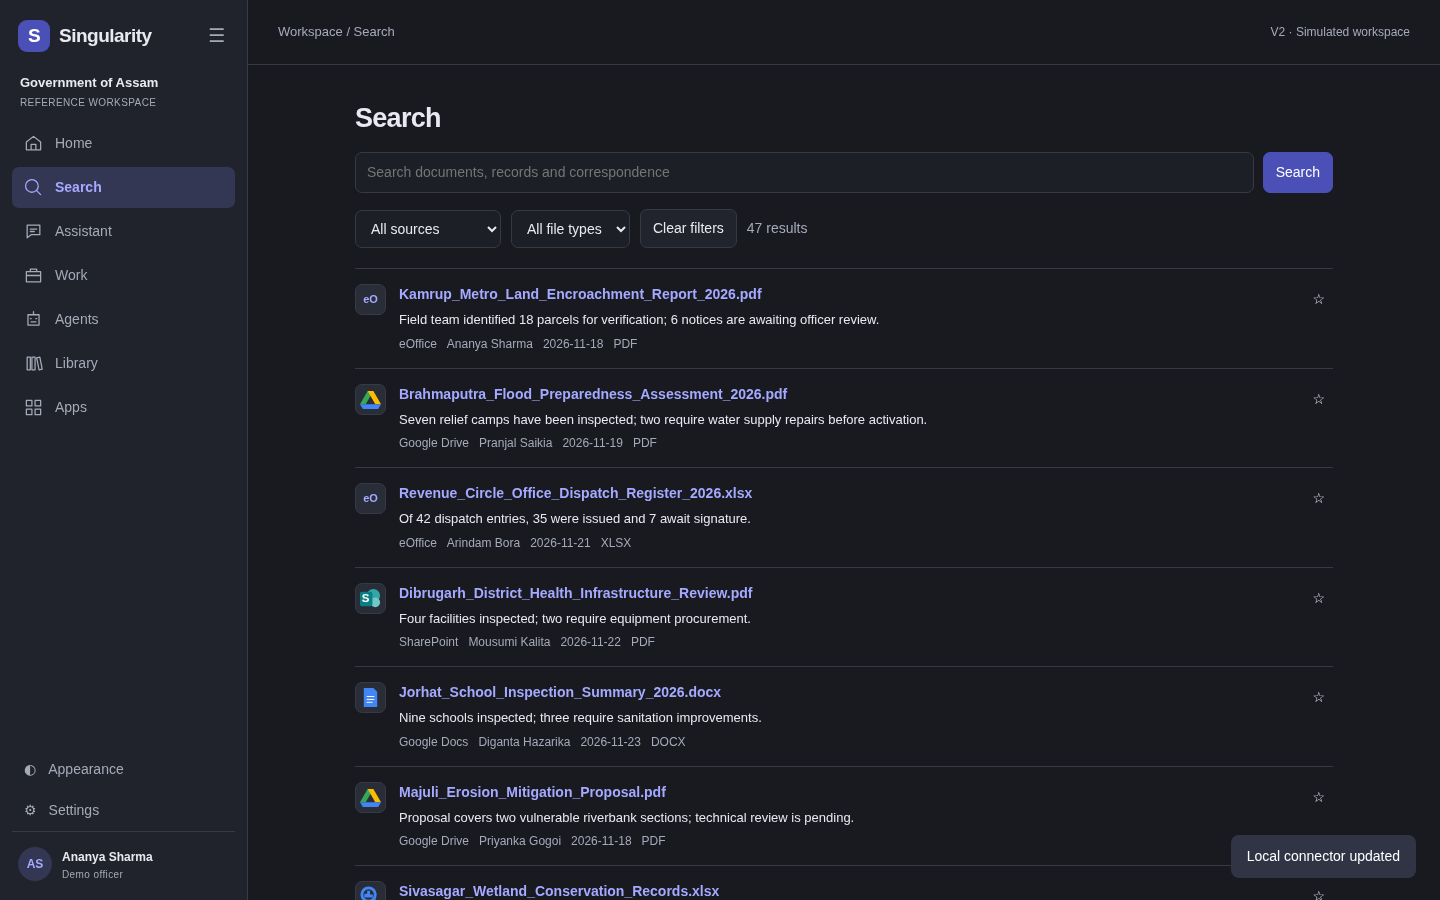 S Singularity ☰
Government of Assam
REFERENCE WORKSPACE
Home
Search
Assistant
Work
Agents
Library
Apps
Appearance
Settings
AS
Ananya Sharma
Demo officer
Workspace / Search
V2 · Simulated workspace
Search
Search documents, records and correspondence
Search
All sources
All file types
Clear filters
47 results
eO
Kamrup_Metro_Land_Encroachment_Report_2026.pdf
Field team identified 18 parcels for verification; 6 notices are awaiting officer review.
eOffice Ananya Sharma 2026-11-18 PDF
Brahmaputra_Flood_Preparedness_Assessment_2026.pdf
Seven relief camps have been inspected; two require water supply repairs before activation.
Google Drive Pranjal Saikia 2026-11-19 PDF
eO
Revenue_Circle_Office_Dispatch_Register_2026.xlsx
Of 42 dispatch entries, 35 were issued and 7 await signature.
eOffice Arindam Bora 2026-11-21 XLSX
S
Dibrugarh_District_Health_Infrastructure_Review.pdf
Four facilities inspected; two require equipment procurement.
SharePoint Mousumi Kalita 2026-11-22 PDF
Jorhat_School_Inspection_Summary_2026.docx
Nine schools inspected; three require sanitation improvements.
Google Docs Diganta Hazarika 2026-11-23 DOCX
Majuli_Erosion_Mitigation_Proposal.pdf
Proposal covers two vulnerable riverbank sections; technical review is pending.
Google Drive Priyanka Gogoi 2026-11-18 PDF
Sivasagar_Wetland_Conservation_Records.xlsx
Local connector updated